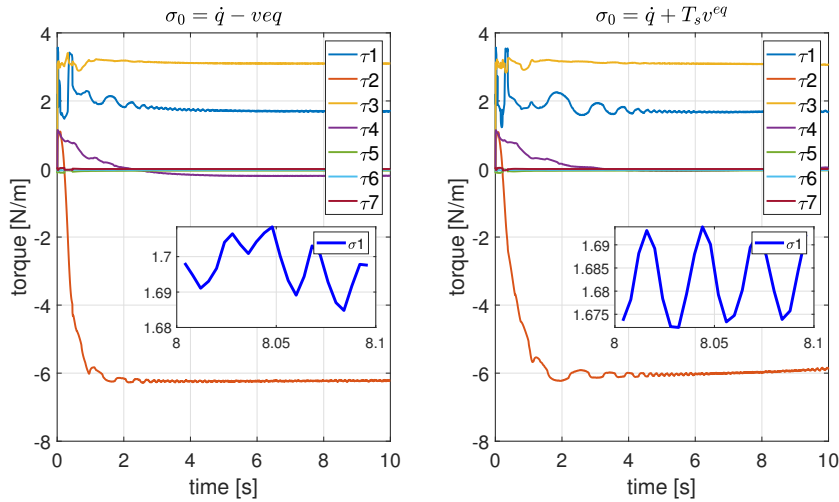 σ₀ = q̇ − veq
torque [N/m]
4
2
0
-2
-4
-6
-8
0
2
4
6
8
10
time [s]
τ1
τ2
τ3
τ4
τ5
τ6
τ7
1.7
1.69
1.68
8
8.05
8.1
σ1
σ₀ = q̇ + Tₛv^{eq}
torque [N/m]
4
2
0
-2
-4
-6
-8
0
2
4
6
8
10
time [s]
τ1
τ2
τ3
τ4
τ5
τ6
τ7
1.69
1.685
1.68
1.675
8
8.05
8.1
σ1